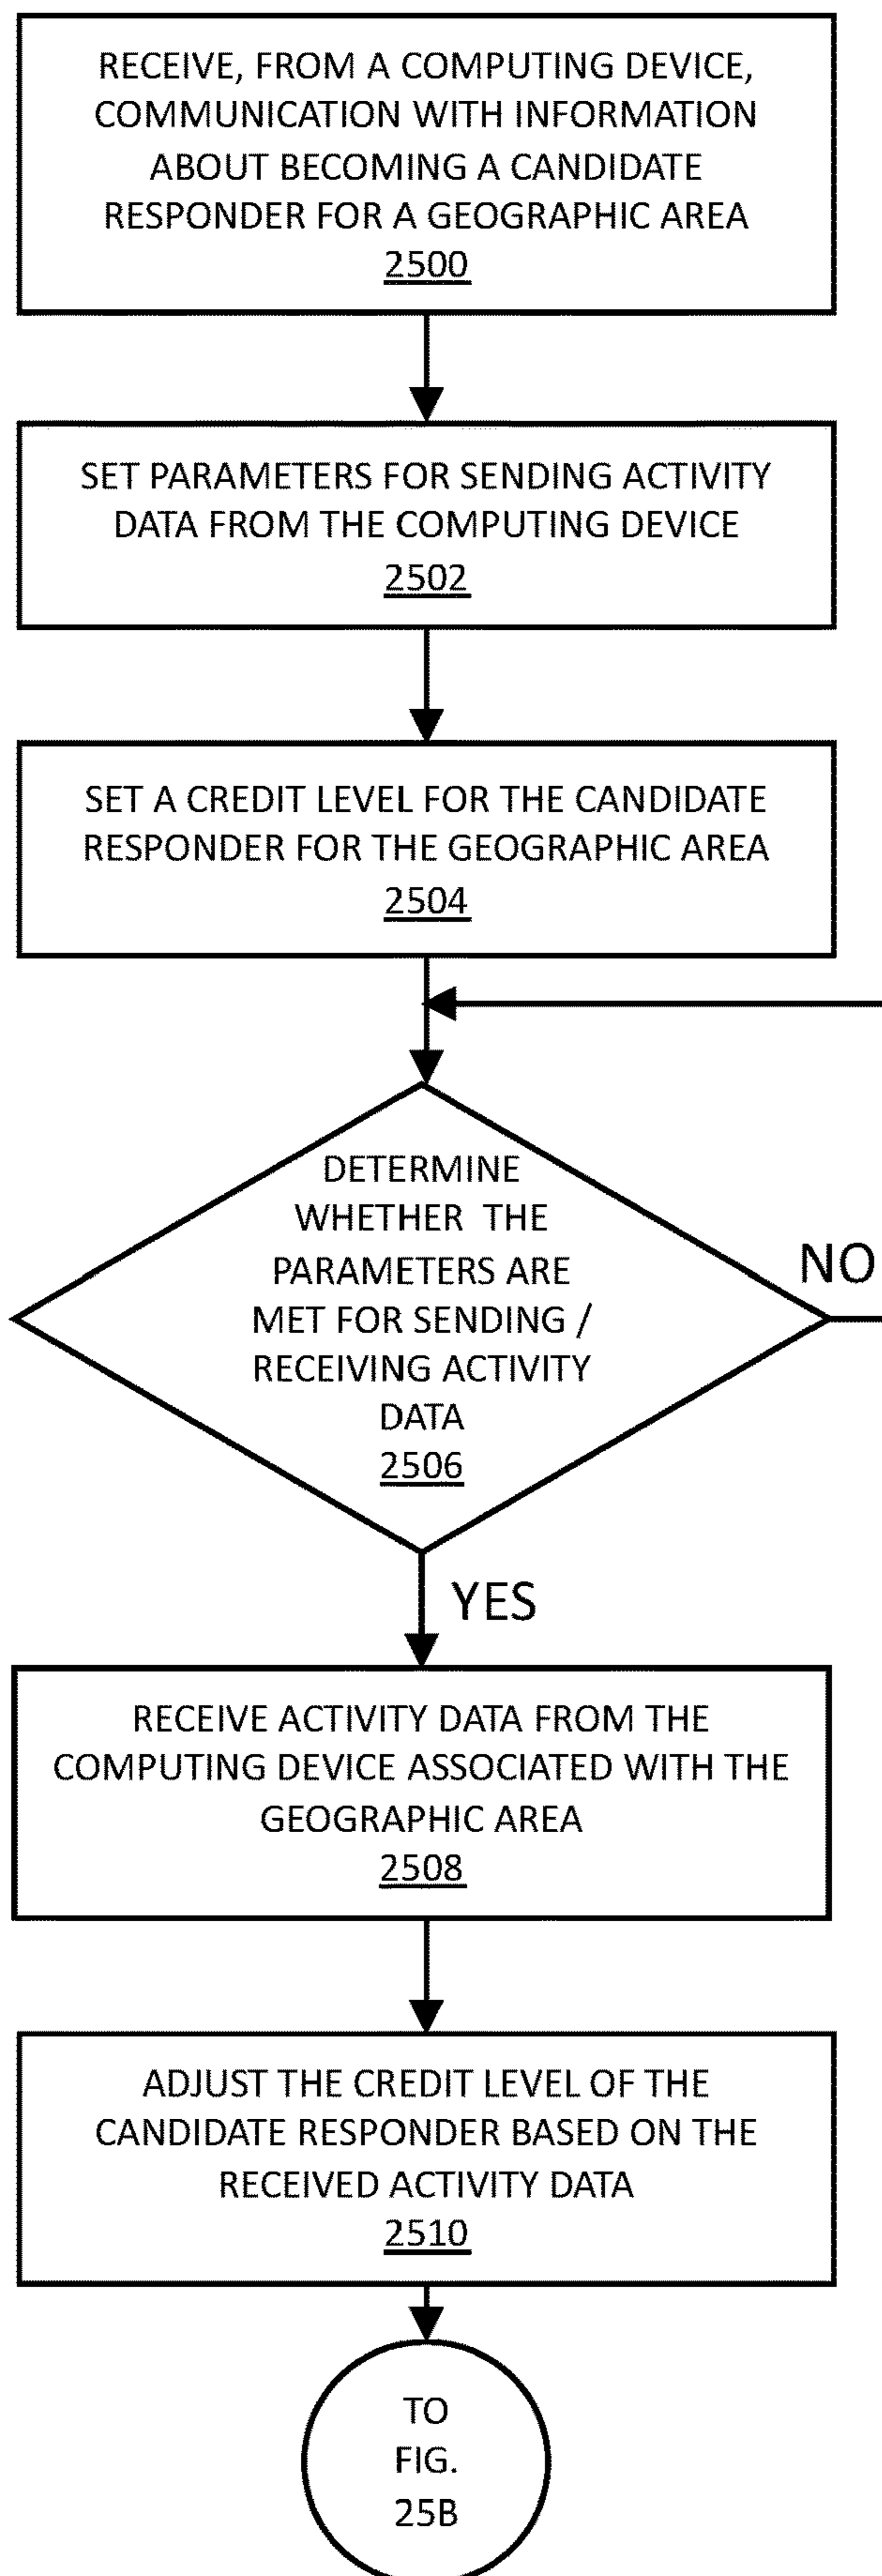 RECEIVE, FROM A COMPUTING DEVICE,
COMMUNICATION WITH INFORMATION
ABOUT BECOMING A CANDIDATE
RESPONDER FOR A GEOGRAPHIC AREA
2500
SET PARAMETERS FOR SENDING ACTIVITY
DATA FROM THE COMPUTING DEVICE
2502
SET A CREDIT LEVEL FOR THE CANDIDATE
RESPONDER FOR THE GEOGRAPHIC AREA
2504
DETERMINE
WHETHER THE
PARAMETERS ARE
MET FOR SENDING /
RECEIVING ACTIVITY
DATA
2506
NO
YES
RECEIVE ACTIVITY DATA FROM THE
COMPUTING DEVICE ASSOCIATED WITH THE
GEOGRAPHIC AREA
2508
ADJUST THE CREDIT LEVEL OF THE
CANDIDATE RESPONDER BASED ON THE
RECEIVED ACTIVITY DATA
2510
TO
FIG.
25B